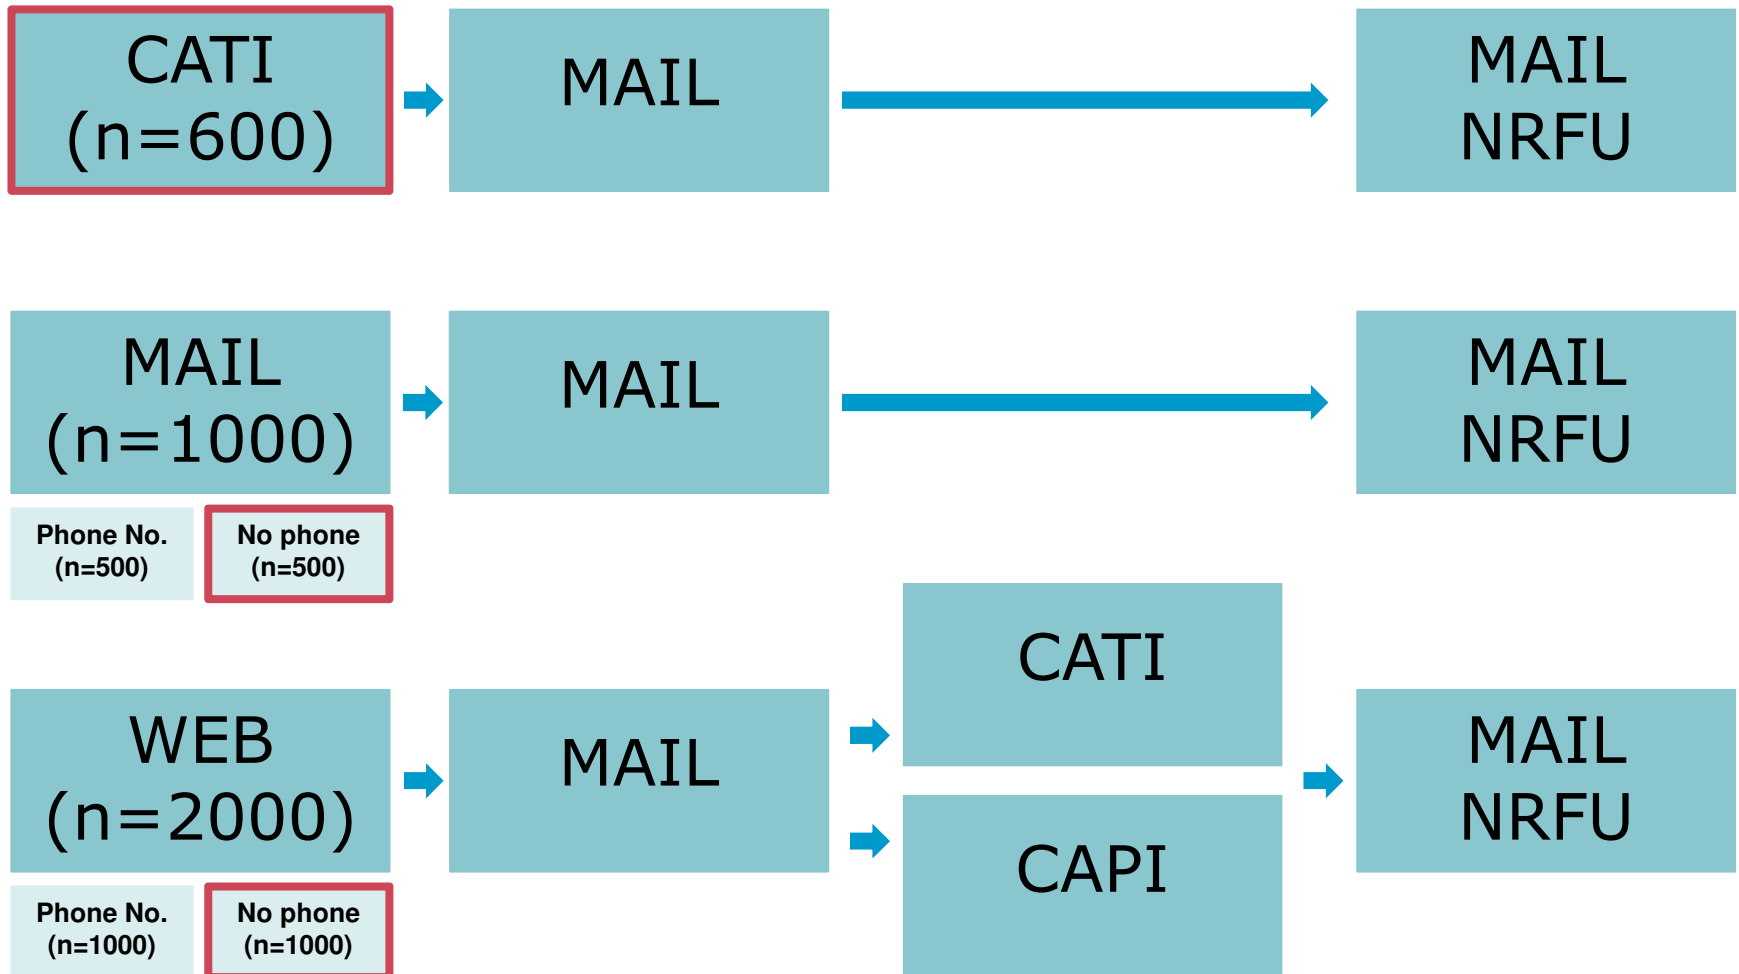 CATI
(n=600)
MAIL
MAIL
NRFU
MAIL
(n=1000)
MAIL
MAIL
NRFU
Phone No.
(n=500)
No phone
(n=500)
WEB
(n=2000)
MAIL
CATI
CAPI
MAIL
NRFU
Phone No.
(n=1000)
No phone
(n=1000)